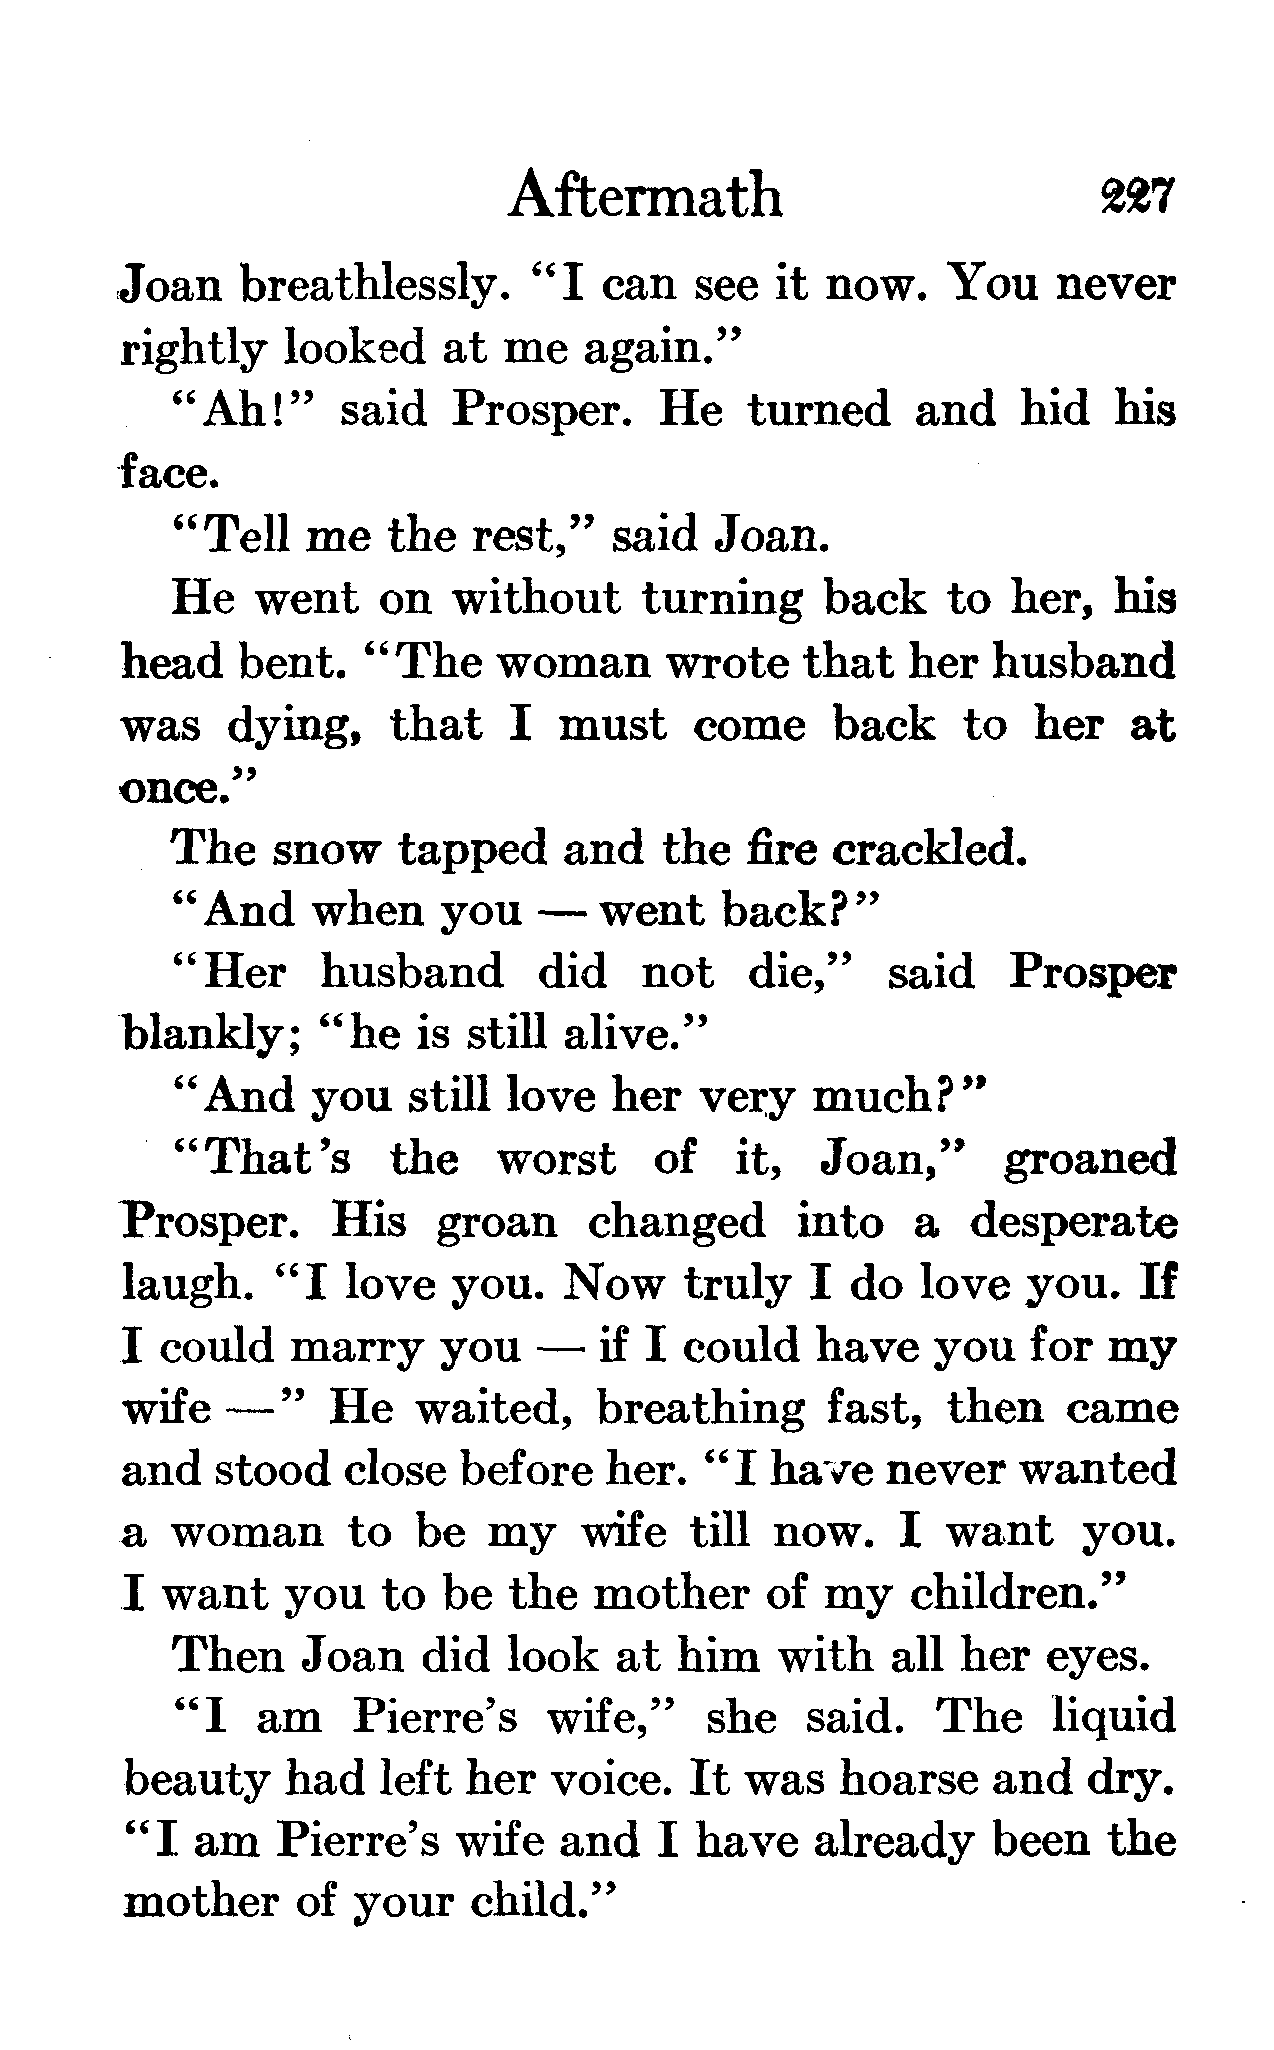 Aftermath 227
Joan breathlessly. "I can see it now. You never
rightly looked at me again."
"Ah!" said Prosper. He turned and hid his
face.
"Tell me the rest," said Joan.
He went on without turning back to her, his
head bent. "The woman wrote that her husband
was dying, that I must come back to her at
once."
The snow tapped and the fire crackled.
"And when you — went back?"
"Her husband did not die," said Prosper
blankly; "he is still alive."
"And you still love her very much?"
"That's the worst of it, Joan," groaned
Prosper. His groan changed into a desperate
laugh. "I love you. Now truly I do love you. If
I could marry you — if I could have you for my
wife —" He waited, breathing fast, then came
and stood close before her. "I have never wanted
a woman to be my wife till now. I want you.
I want you to be the mother of my children."
Then Joan did look at him with all her eyes.
"I am Pierre's wife," she said. The liquid
beauty had left her voice. It was hoarse and dry.
"I am Pierre's wife and I have already been the
mother of your child."